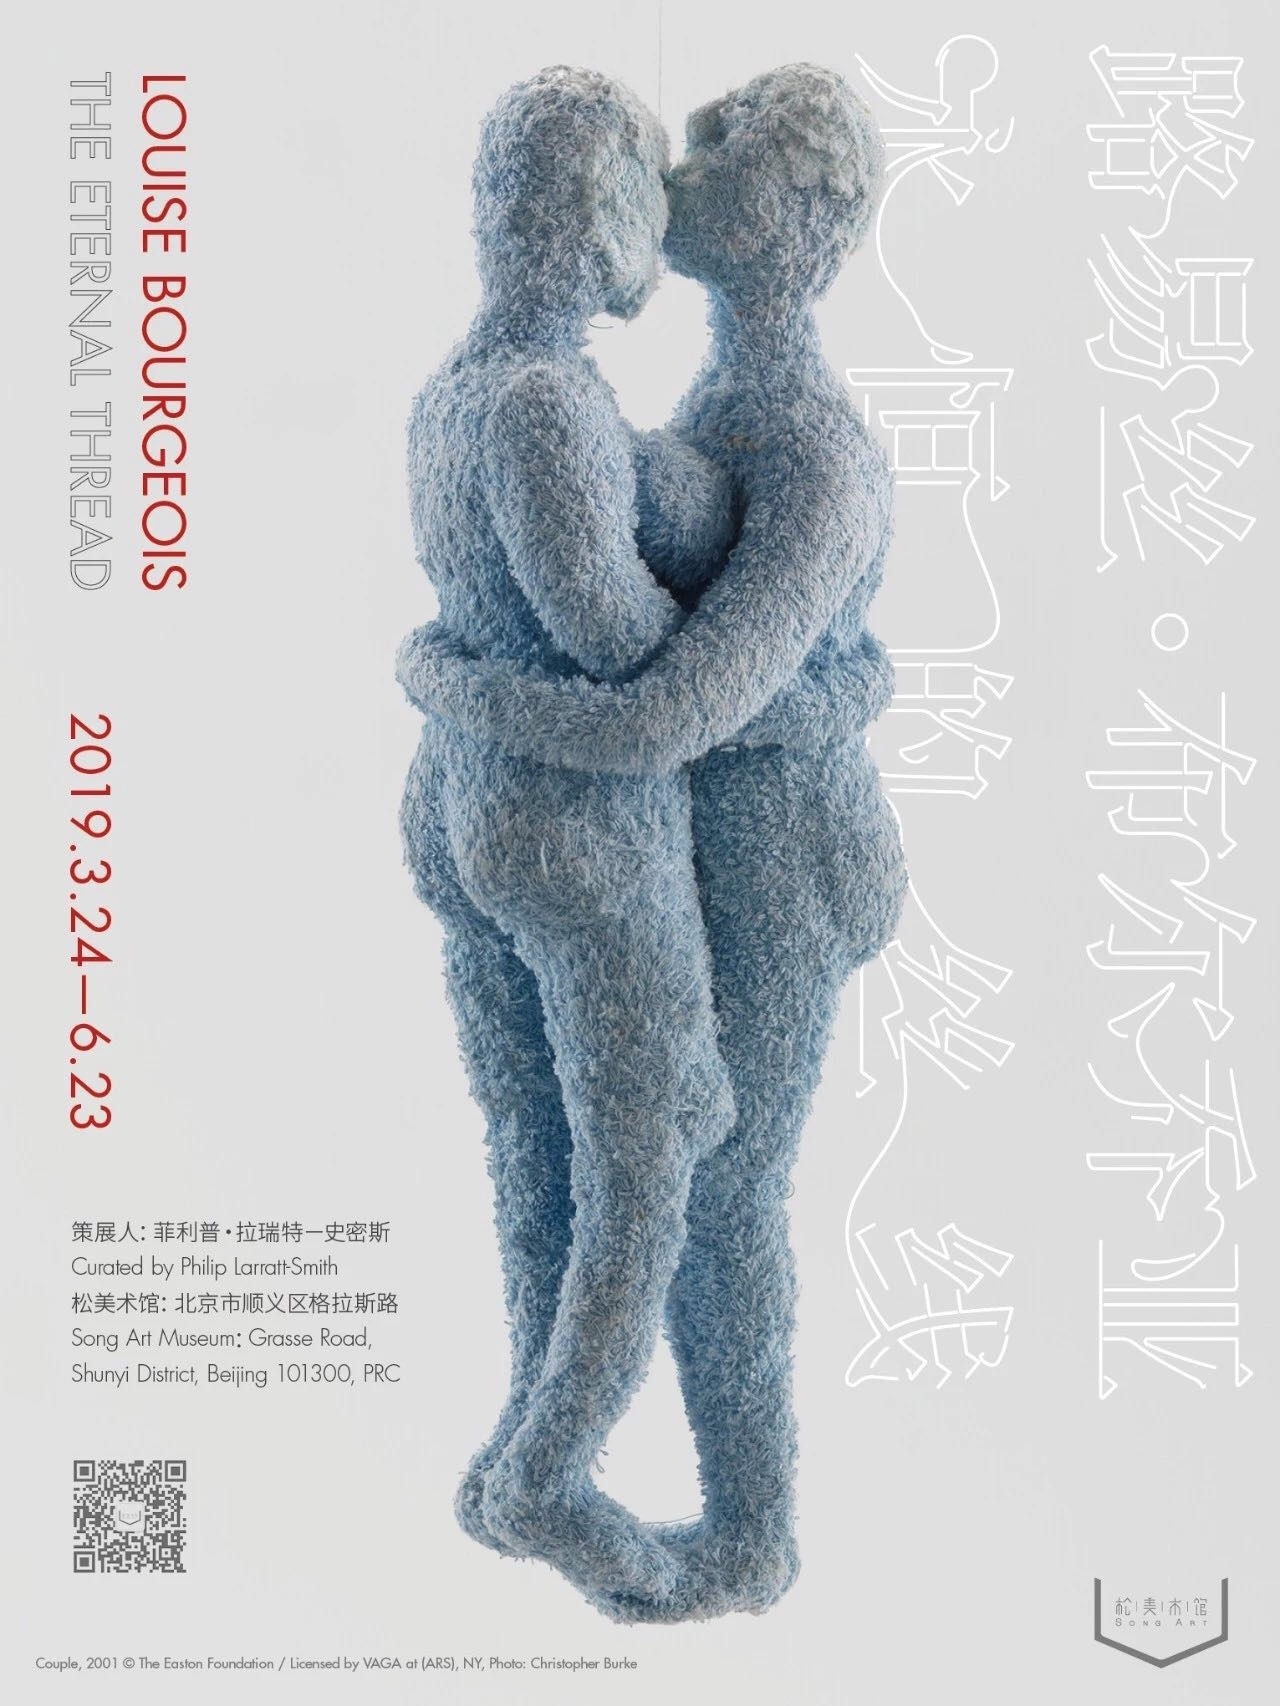 LOUISE BOURGEOIS
THE ETERNAL THREAD
2019.3.24—6.23
路易丝·布尔乔亚
永恒的丝线
策展人: 菲利普·拉瑞特—史密斯
Curated by Philip Larratt-Smith
松美术馆: 北京市顺义区格拉斯路
Song Art Museum: Grasse Road,
Shunyi District, Beijing 101300, PRC
松美术馆
SONG ART
Couple, 2001 © The Easton Foundation / Licensed by VAGA at (ARS), NY, Photo: Christopher Burke